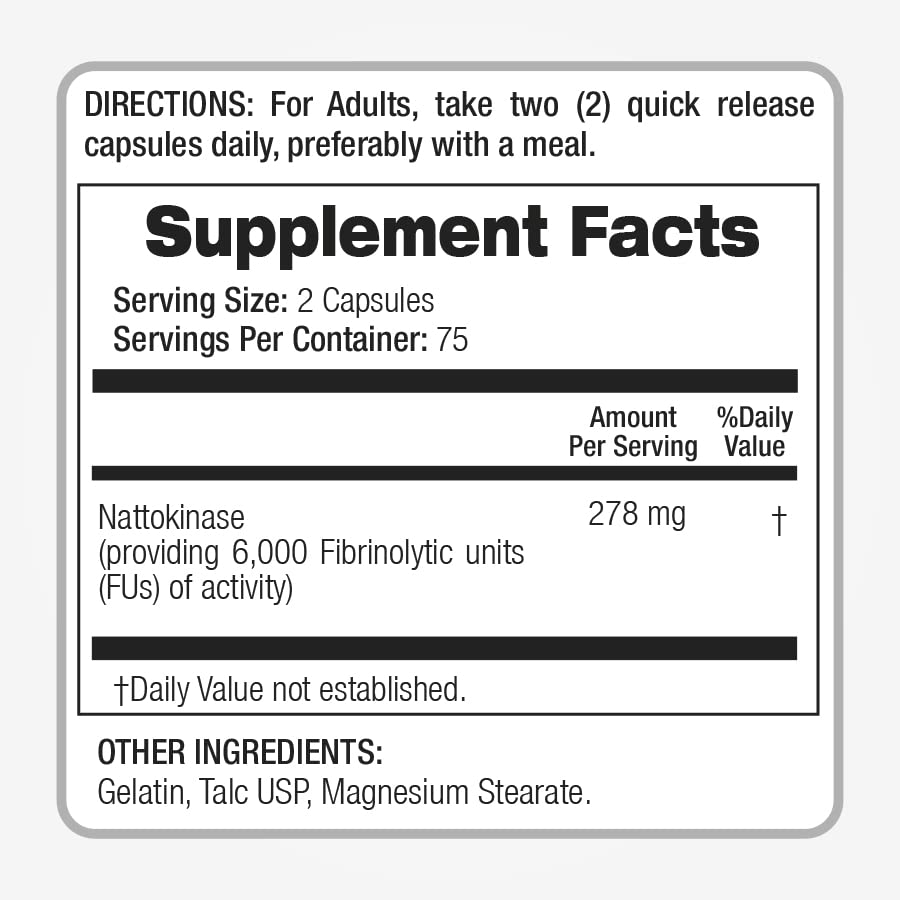 DIRECTIONS: For Adults, take two (2) quick release
capsules daily, preferably with a meal.
Supplement Facts
Serving Size: 2 Capsules
Servings Per Container: 75
Amount
Per Serving
%Daily
Value
Nattokinase
(providing 6,000 Fibrinolytic units
(FUs) of activity)
278 mg
†
†Daily Value not established.
OTHER INGREDIENTS:
Gelatin, Talc USP, Magnesium Stearate.